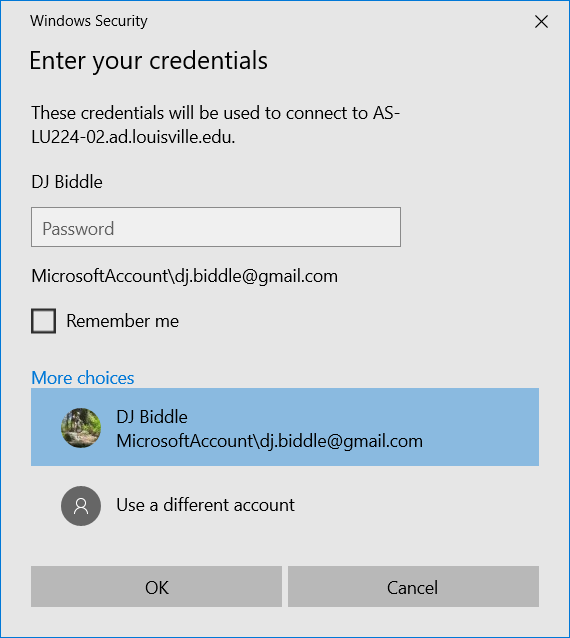 Windows Security
Enter your credentials
These credentials will be used to connect to AS-
LU224-02.ad.louisville.edu.
DJ Biddle
Password
MicrosoftAccount\dj.biddle@gmail.com
Remember me
More choices
DJ Biddle
MicrosoftAccount\dj.biddle@gmail.com
Use a different account
OK
Cancel